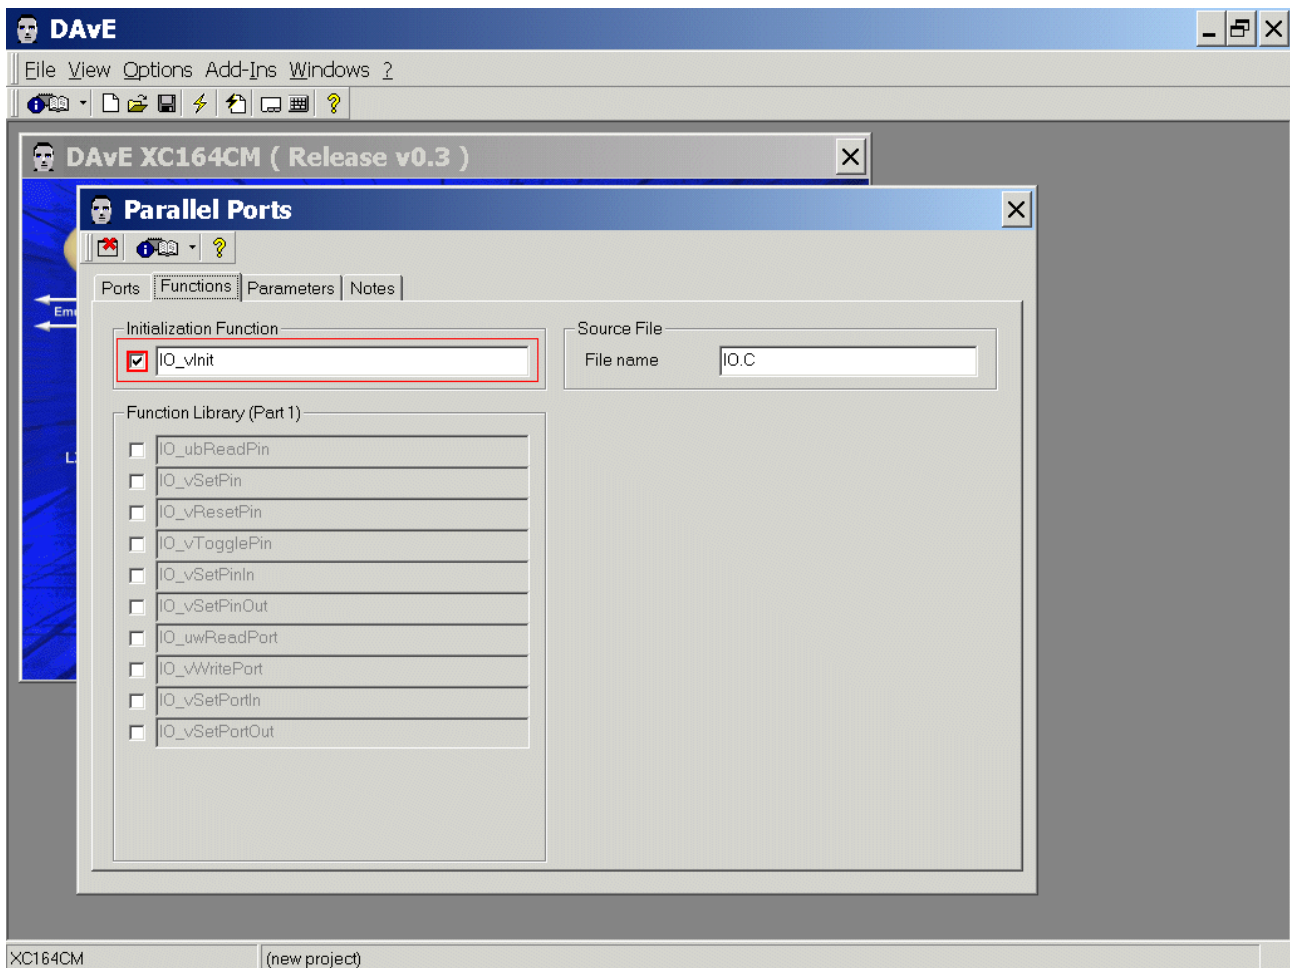 DAvE
File View Options Add-Ins Windows ?
DAvE XC164CM ( Release v0.3 )
Parallel Ports
Ports Functions Parameters Notes
Initialization Function
IO_vInit
Source File
File name IO.C
Function Library (Part 1)
IO_ubReadPin
IO_vSetPin
IO_vResetPin
IO_vTogglePin
IO_vSetPinIn
IO_vSetPinOut
IO_uwReadPort
IO_vWritePort
IO_vSetPortIn
IO_vSetPortOut
XC164CM (new project)